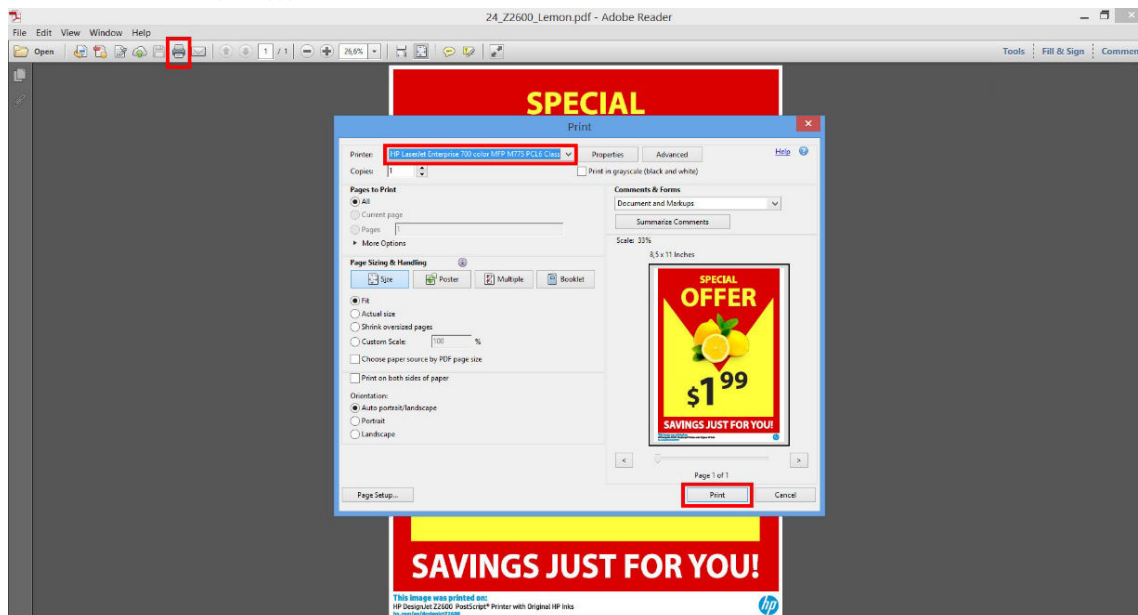 24_Z2600_Lemon.pdf - Adobe Reader
File Edit View Window Help
Open 1 / 1 26,6% Tools Fill & Sign Commen
SPECIAL
Print
Printer: HP LaserJet Enterprise 700 color MFP M775 PCL6 Class Properties Advanced Help
Copies: 1 Print in grayscale (black and white)
Pages to Print Comments & Forms
All Document and Markups
Current page
Pages 1 Summarize Comments
More Options Scale: 33%
8,5 x 11 Inches
Page Sizing & Handling
Size Poster Multiple Booklet
SPECIAL
OFFER
Fit
Actual size
Shrink oversized pages
Custom Scale: 100 %
Choose paper source by PDF page size
Print on both sides of paper
$1 99
Orientation:
Auto portrait/landscape
Portrait
SAVINGS JUST FOR YOU!
Landscape
This image was printed on:
< >
Page 1 of 1
Page Setup... Print Cancel
SAVINGS JUST FOR YOU!
This image was printed on:
HP DesignJet Z2600 PostScript® Printer with Original HP inks
hp